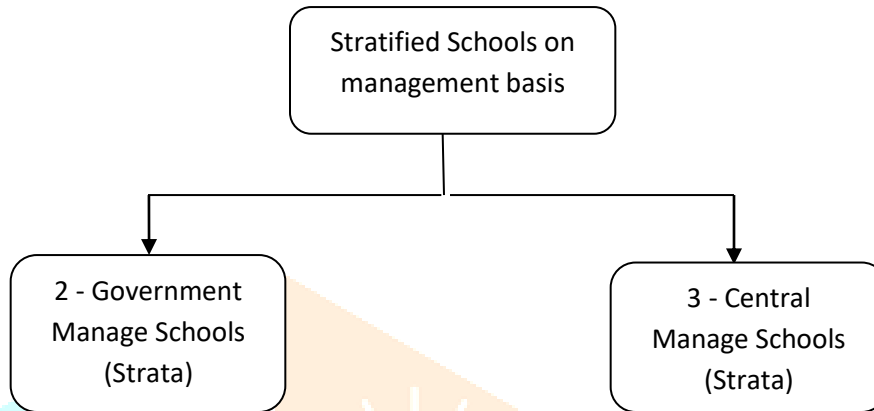 Stratified Schools on
management basis
2 - Government
Manage Schools
(Strata)
3 - Central
Manage Schools
(Strata)